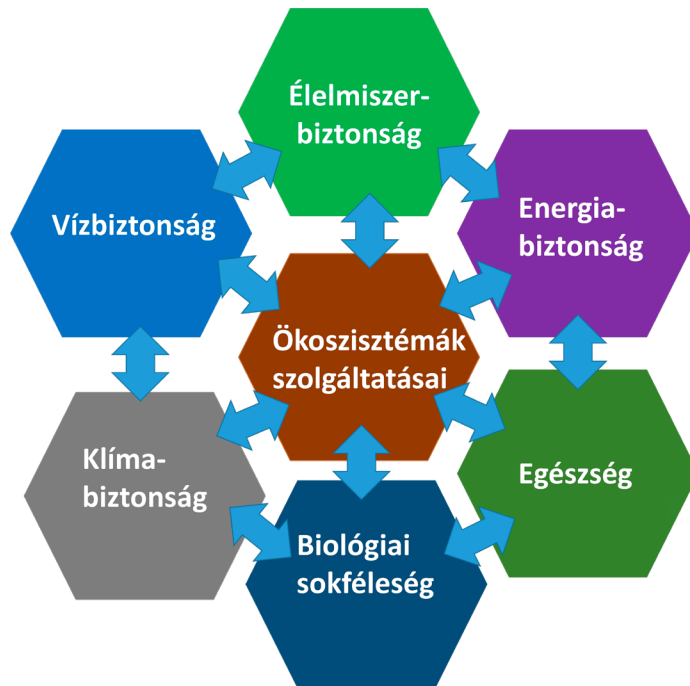 Élelmiszer-
biztonság
Vízbiztonság
Energia-
biztonság
Ökoszisztémák
szolgáltatásai
Klíma-
biztonság
Egészség
Biológiai
sokféleség